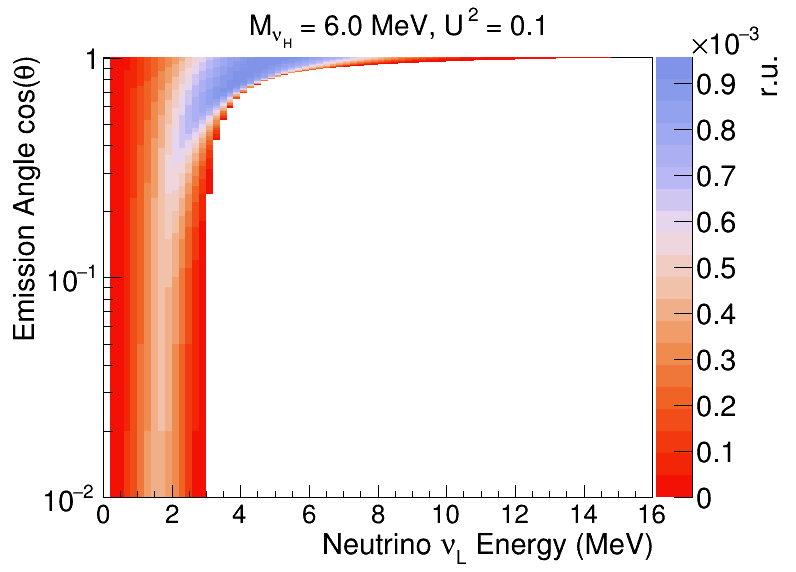 M_{ν_H} = 6.0 MeV, U² = 0.1
×10⁻³
r.u.
Emission Angle cos(θ)
1
10⁻¹
10⁻²
0 2 4 6 8 10 12 14 16
Neutrino ν_L Energy (MeV)
0.9
0.8
0.7
0.6
0.5
0.4
0.3
0.2
0.1
0